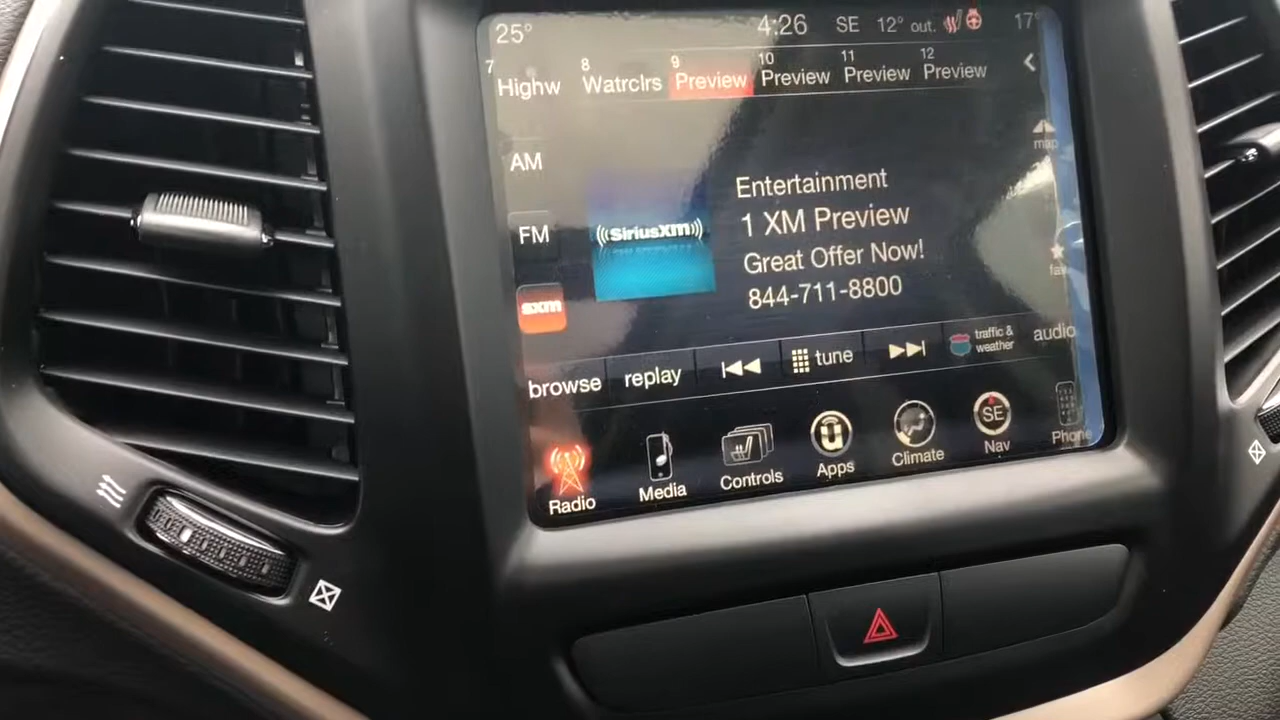 25° 4:26 SE 12° out. 17°
7 8 9 10 11 12
Highw Watrclrs Preview Preview Preview Preview
AM
FM
sxm
((SiriusXM))
Entertainment
1 XM Preview
Great Offer Now!
844-711-8800
map
browse replay tune traffic & weather audio
Radio Media Controls Apps Climate SE Nav Phone